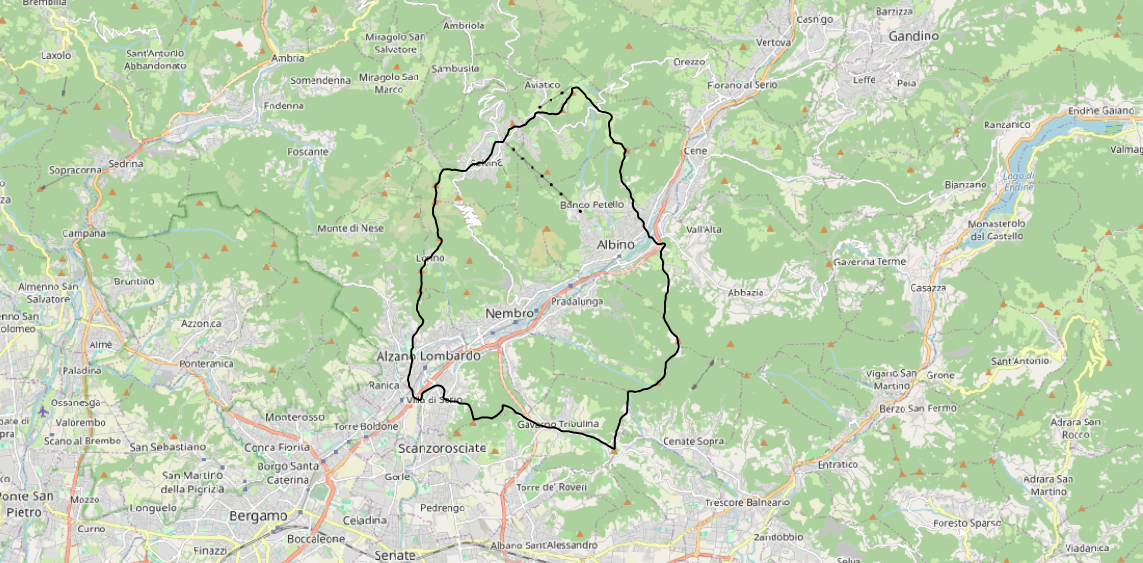 Brembilla
Ambriola
Casnigo
Barzizza
Laxolo
Sant'Antonio
Abbandonato
Miragolo San
Salvatore
Vertova
Gandino
Ambria
Sambusita
Orezzo
Somendenna
Miragolo San
Marco
Aviatico
Fiorano al Serio
Leffe
Peia
Endenna
Ranzanico
Endine Gaiano
Sedrina
Foscante
Cene
Sopracorna
Bianzano
Lago di
Endine
Banco Petello
Campana
Monte di Nese
Albino
Vall'Alta
Monasterolo
del Castello
Lonno
Gaverina Terme
Almenno San
Salvatore
Bruntino
Abbazia
Casazza
Pradalunga
Nembro
Azzonica
Almè
Alzano Lombardo
Paladina
Ponteranica
Sant'Antonio
Ranica
Vigano San
Martino
Grone
Ossanesga
Villa di Serio
Berzo San Fermo
Monterosso
Gavarno Tribulina
Torre Boldone
Adrara San
Rocco
Scano al Brembo
San Sebastiano
Conca Fiorita
Scanzorosciate
Cenate Sopra
Borgo Santa
Caterina
Entratico
San Martino
della Pigrizia
Gorle
Adrara San
Martino
Torre de' Roveri
Ponte San
Pietro
Mozzo
Longuelo
Pedrengo
Trescore Balneario
Bergamo
Celadina
Foresto Sparso
Curno
Boccaleone
Zandobbio
Finazzi
Seriate
Albano Sant'Alessandro
Viadanica
Selva